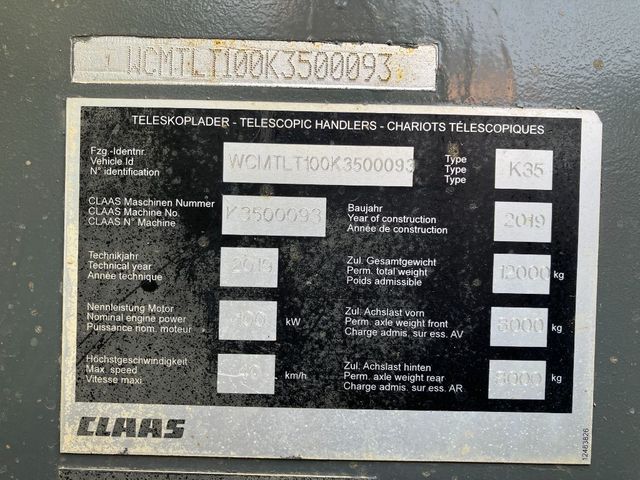 WCMTLT100K3500093
TELESKOPLADER - TELESCOPIC HANDLERS - CHARIOTS TÉLESCOPIQUES
Fzg.-Identnr.
Vehicle Id
N° identification
WCMTLT100K3500093
Type
Type
Type
K35
CLAAS Maschinen Nummer
CLAAS Machine No.
CLAAS N° Machine
K3500093
Baujahr
Year of construction
Année de construction
2019
Technikjahr
Technical year
Année technique
2019
Zul. Gesamtgewicht
Perm. total weight
Poids admissible
12000 kg
Nennleistung Motor
Nominal engine power
Puissance nom. moteur
100 kW
Zul. Achslast vorn
Perm. axle weight front
Charge admis. sur ess. AV
6000 kg
Höchstgeschwindigkeit
Max. speed
Vitesse maxi
40 km/h
Zul. Achslast hinten
Perm. axle weight rear
Charge admis. sur ess. AR
6000 kg
CLAAS
12463826